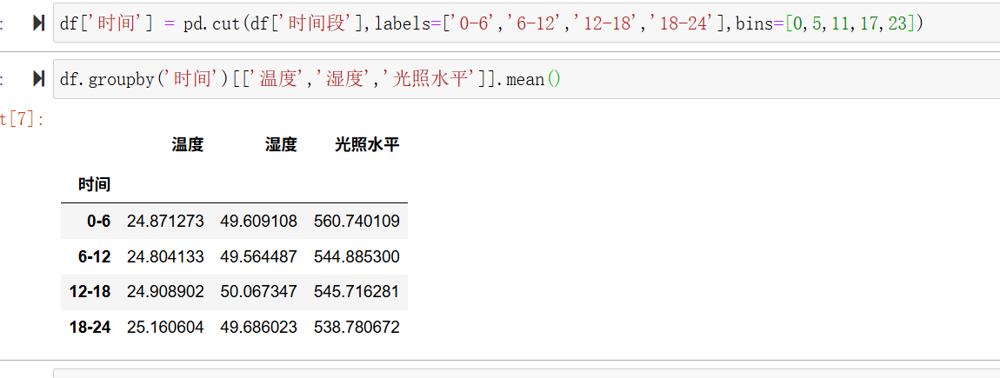 : df['时间'] = pd.cut(df['时间段'],labels=['0-6','6-12','12-18','18-24'],bins=[0,5,11,17,23])
: df.groupby('时间')[['温度','湿度','光照水平']].mean()
t[7]:
温度 湿度 光照水平
时间
0-6 24.871273 49.609108 560.740109
6-12 24.804133 49.564487 544.885300
12-18 24.908902 50.067347 545.716281
18-24 25.160604 49.686023 538.780672